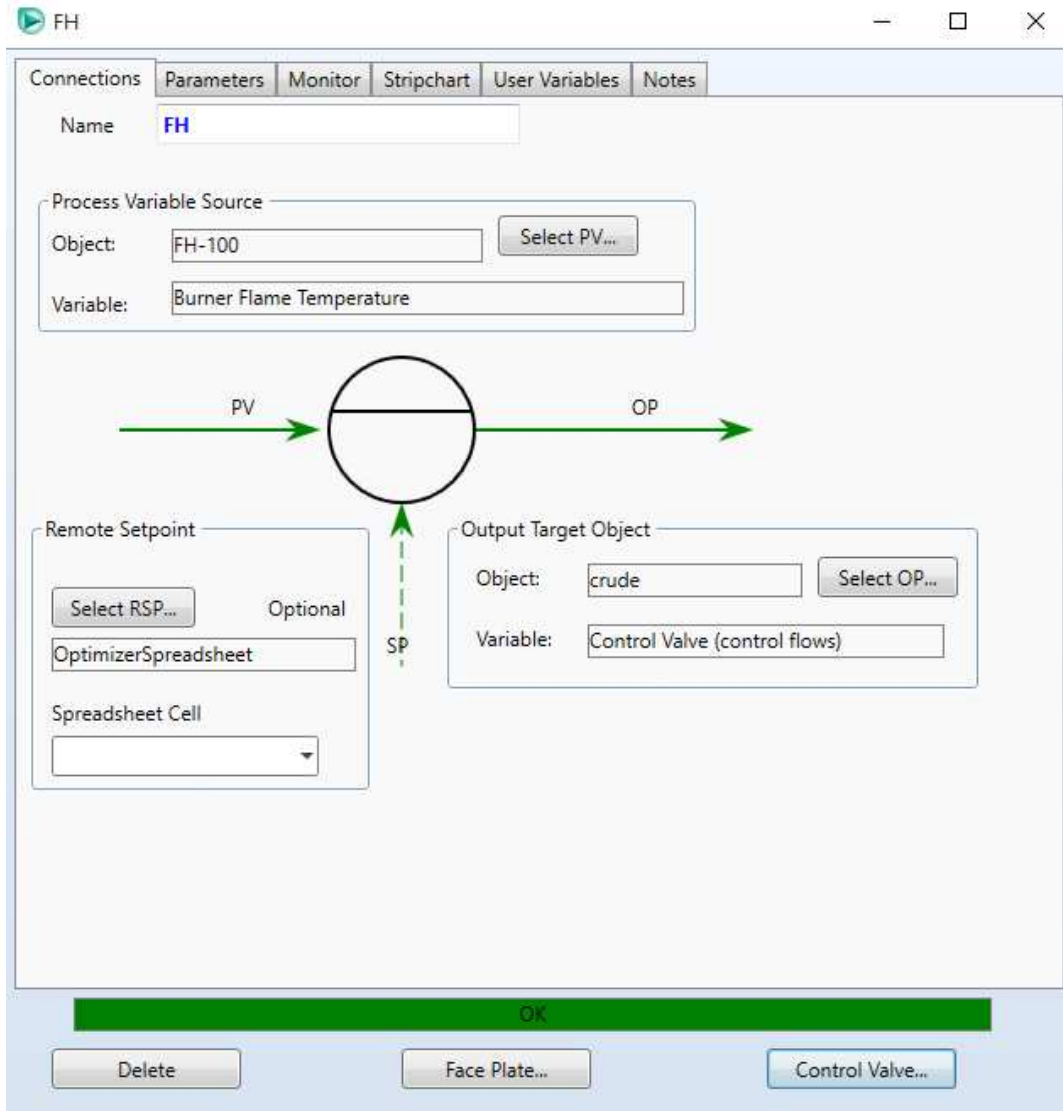 FH
Connections Parameters Monitor Stripchart User Variables Notes
Name FH
Process Variable Source
Object: FH-100 Select PV...
Variable: Burner Flame Temperature
PV OP
Remote Setpoint
Select RSP... Optional
OptimizerSpreadsheet
Spreadsheet Cell
SP
Output Target Object
Object: crude Select OP...
Variable: Control Valve (control flows)
OK
Delete Face Plate... Control Valve...